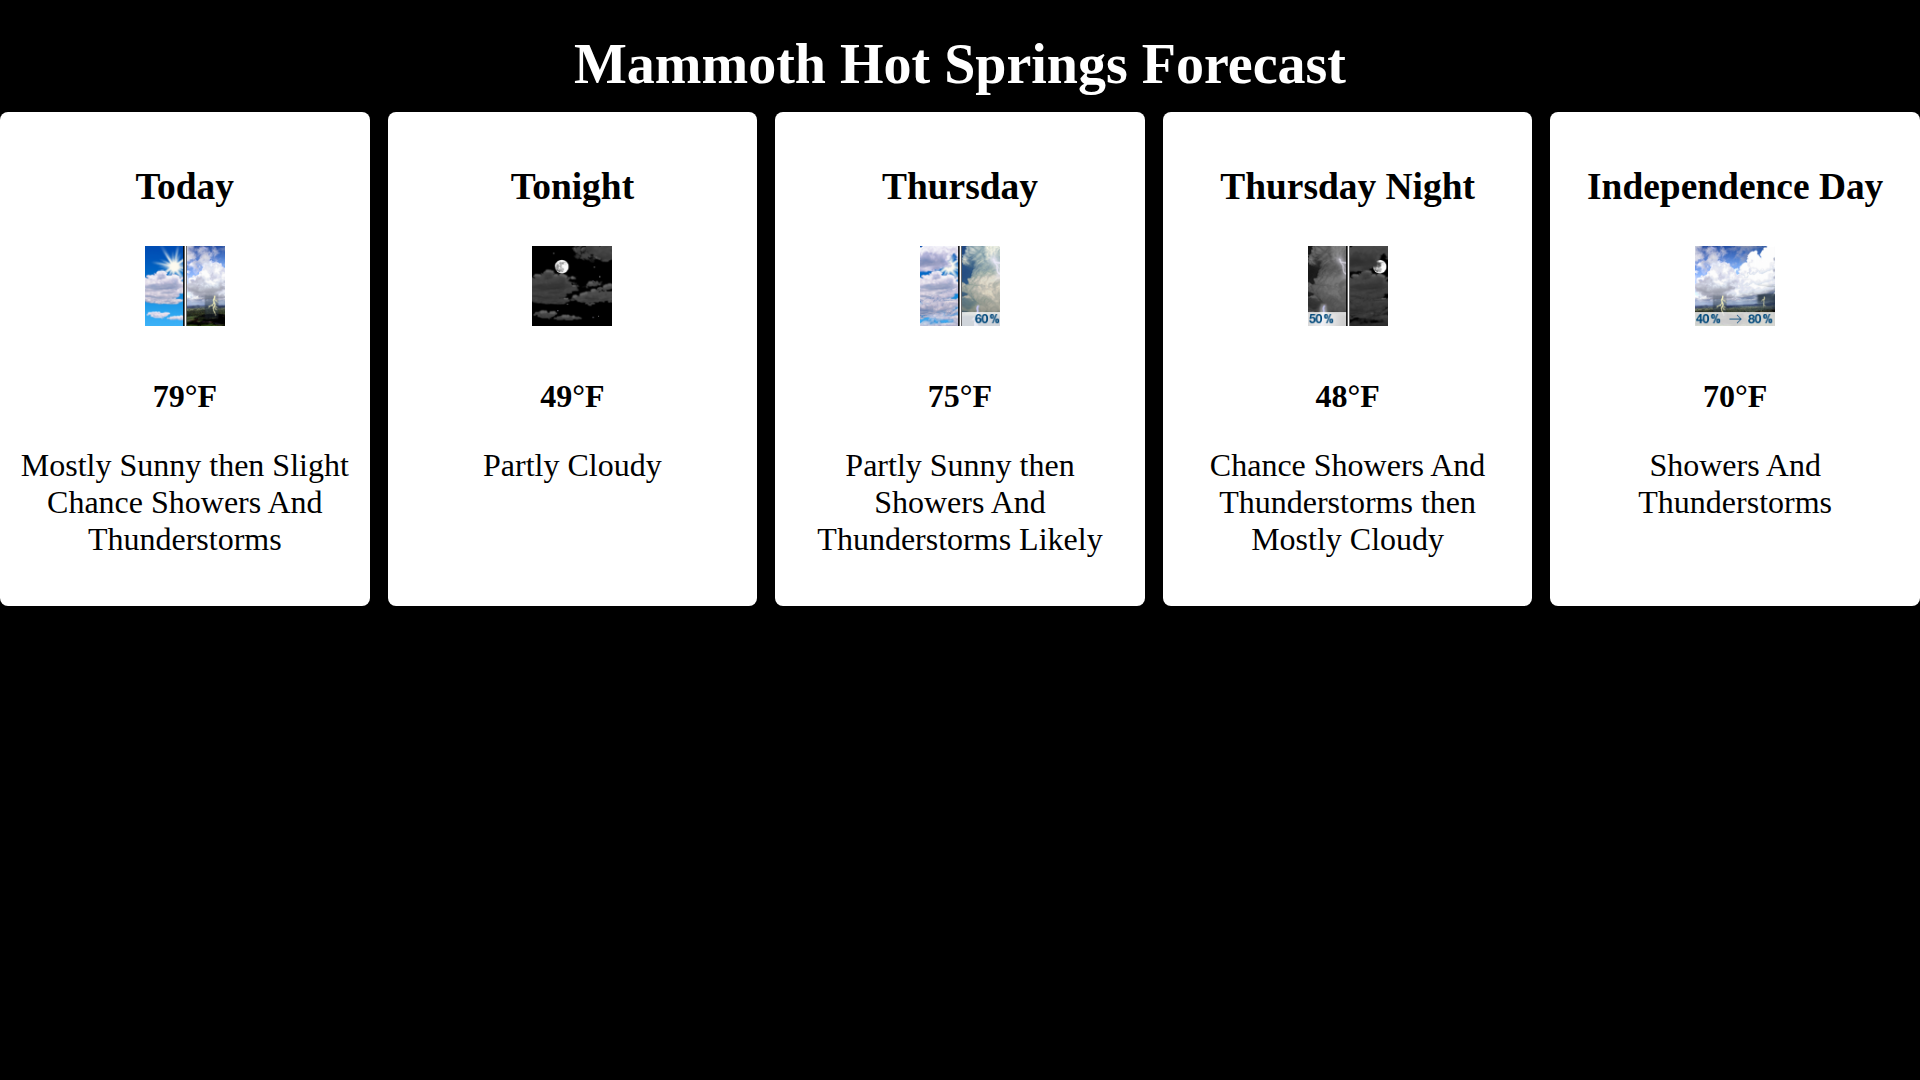 Mammoth Hot Springs Forecast
Today
79°F
Mostly Sunny then Slight
Chance Showers And
Thunderstorms
Tonight
49°F
Partly Cloudy
Thursday
60%
75°F
Partly Sunny then
Showers And
Thunderstorms Likely
Thursday Night
50%
48°F
Chance Showers And
Thunderstorms then
Mostly Cloudy
Independence Day
40% → 80%
70°F
Showers And
Thunderstorms